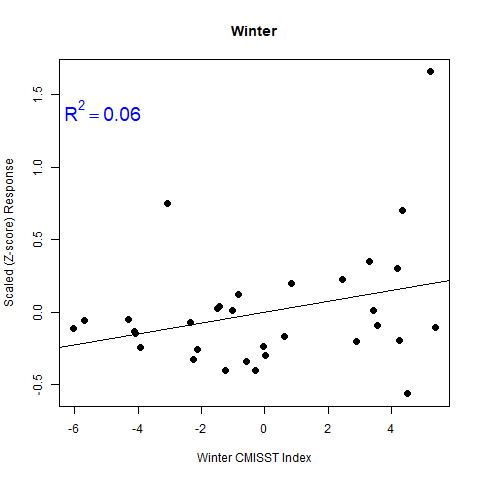 Winter
R² = 0.06
Scaled (Z-score) Response
1.5
1.0
0.5
0.0
-0.5
-6 -4 -2 0 2 4
Winter CMISST Index